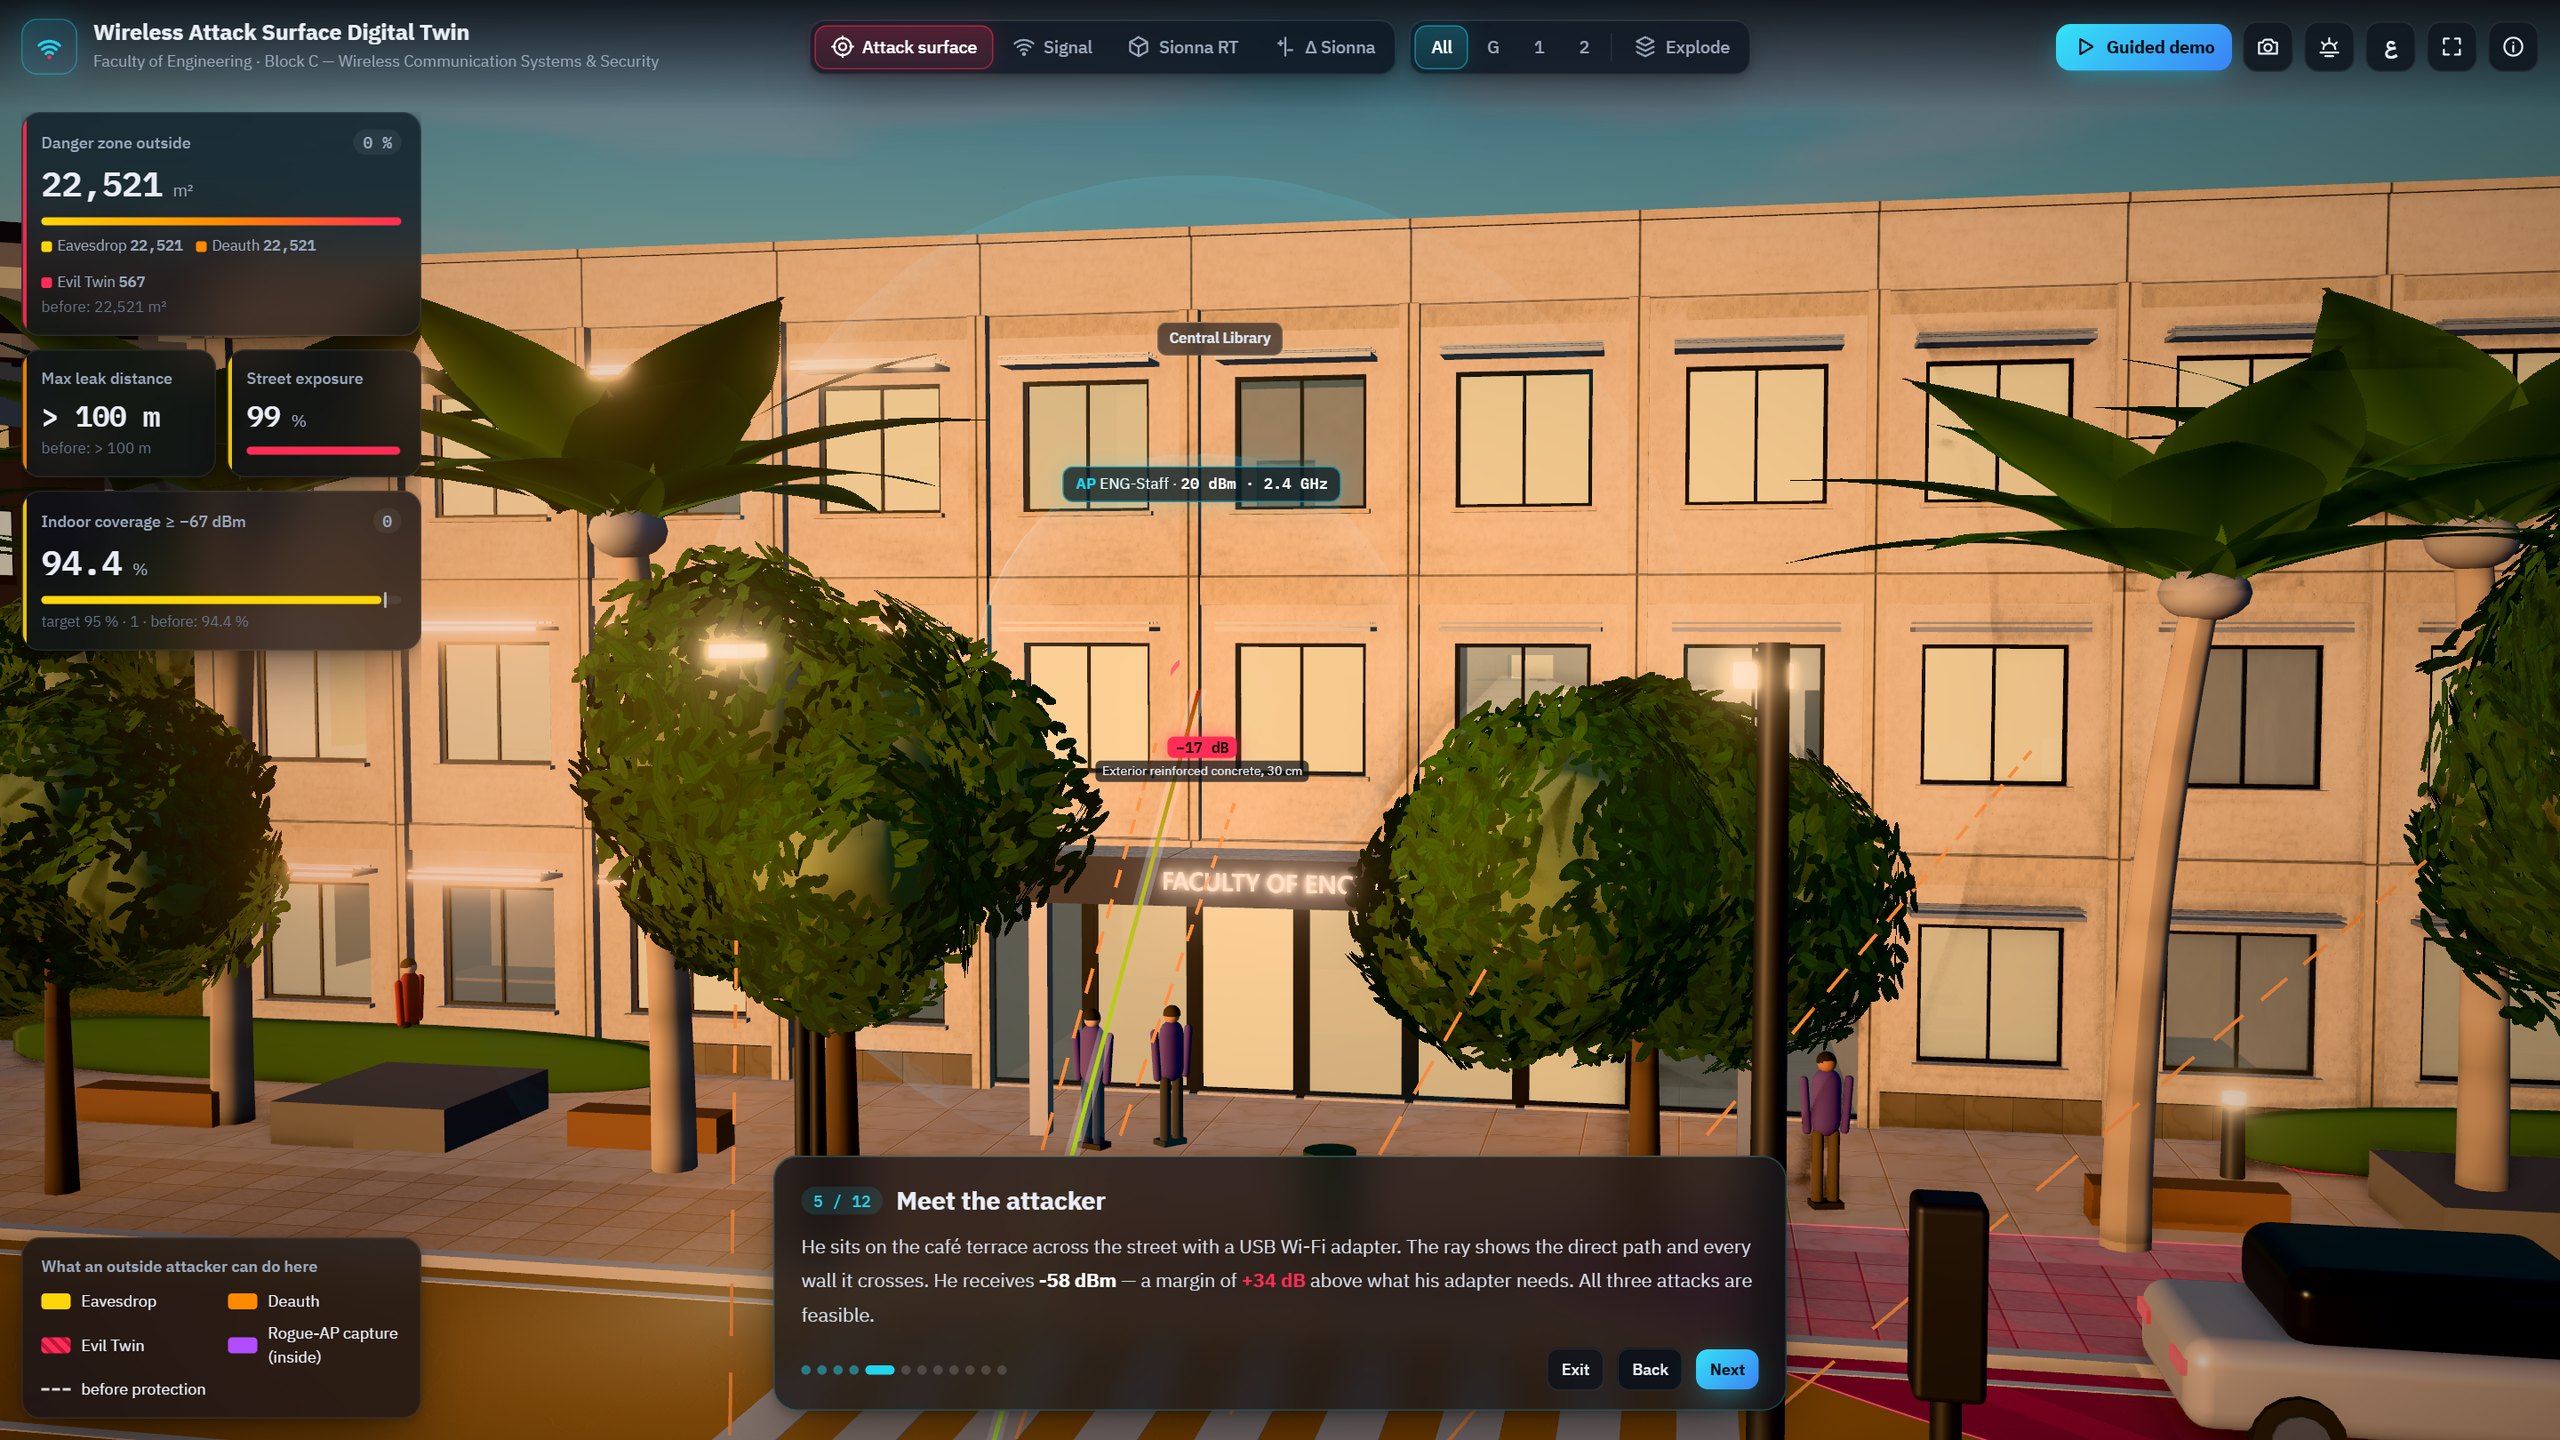 Wireless Attack Surface Digital Twin
Faculty of Engineering · Block C — Wireless Communication Systems & Security
Attack surface
Signal
Sionna RT
Δ Sionna
All
G
1
2
Explode
Guided demo
ع
Danger zone outside
0 %
22,521 m²
Eavesdrop 22,521
Deauth 22,521
Evil Twin 567
before: 22,521 m²
Max leak distance
> 100 m
before: > 100 m
Street exposure
99 %
Indoor coverage ≥ −67 dBm
0
94.4 %
target 95 % · 1 · before: 94.4 %
Central Library
AP ENG-Staff · 20 dBm · 2.4 GHz
−17 dB
Exterior reinforced concrete, 30 cm
FACULTY OF ENG
What an outside attacker can do here
Eavesdrop
Deauth
Evil Twin
Rogue-AP capture
(inside)
before protection
5 / 12
Meet the attacker
He sits on the café terrace across the street with a USB Wi-Fi adapter. The ray shows the direct path and every
wall it crosses. He receives -58 dBm — a margin of +34 dB above what his adapter needs. All three attacks are
feasible.
Exit
Back
Next